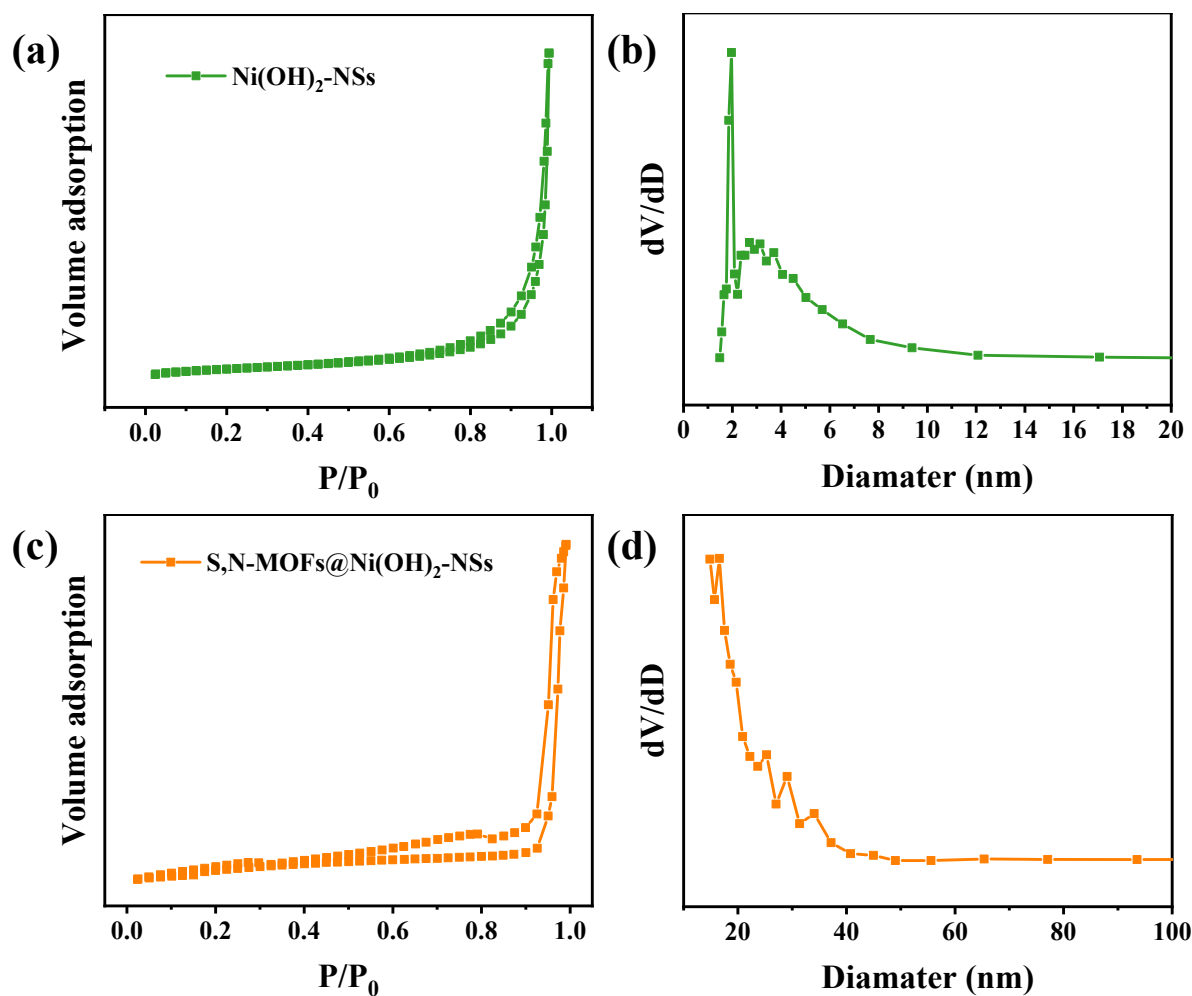 (a)
Ni(OH)₂-NSs
Volume adsorption
0.0 0.2 0.4 0.6 0.8 1.0
P/P₀
(b)
dV/dD
0 2 4 6 8 10 12 14 16 18 20
Diamater (nm)
(c)
S,N-MOFs@Ni(OH)₂-NSs
Volume adsorption
0.0 0.2 0.4 0.6 0.8 1.0
P/P₀
(d)
dV/dD
20 40 60 80 100
Diamater (nm)